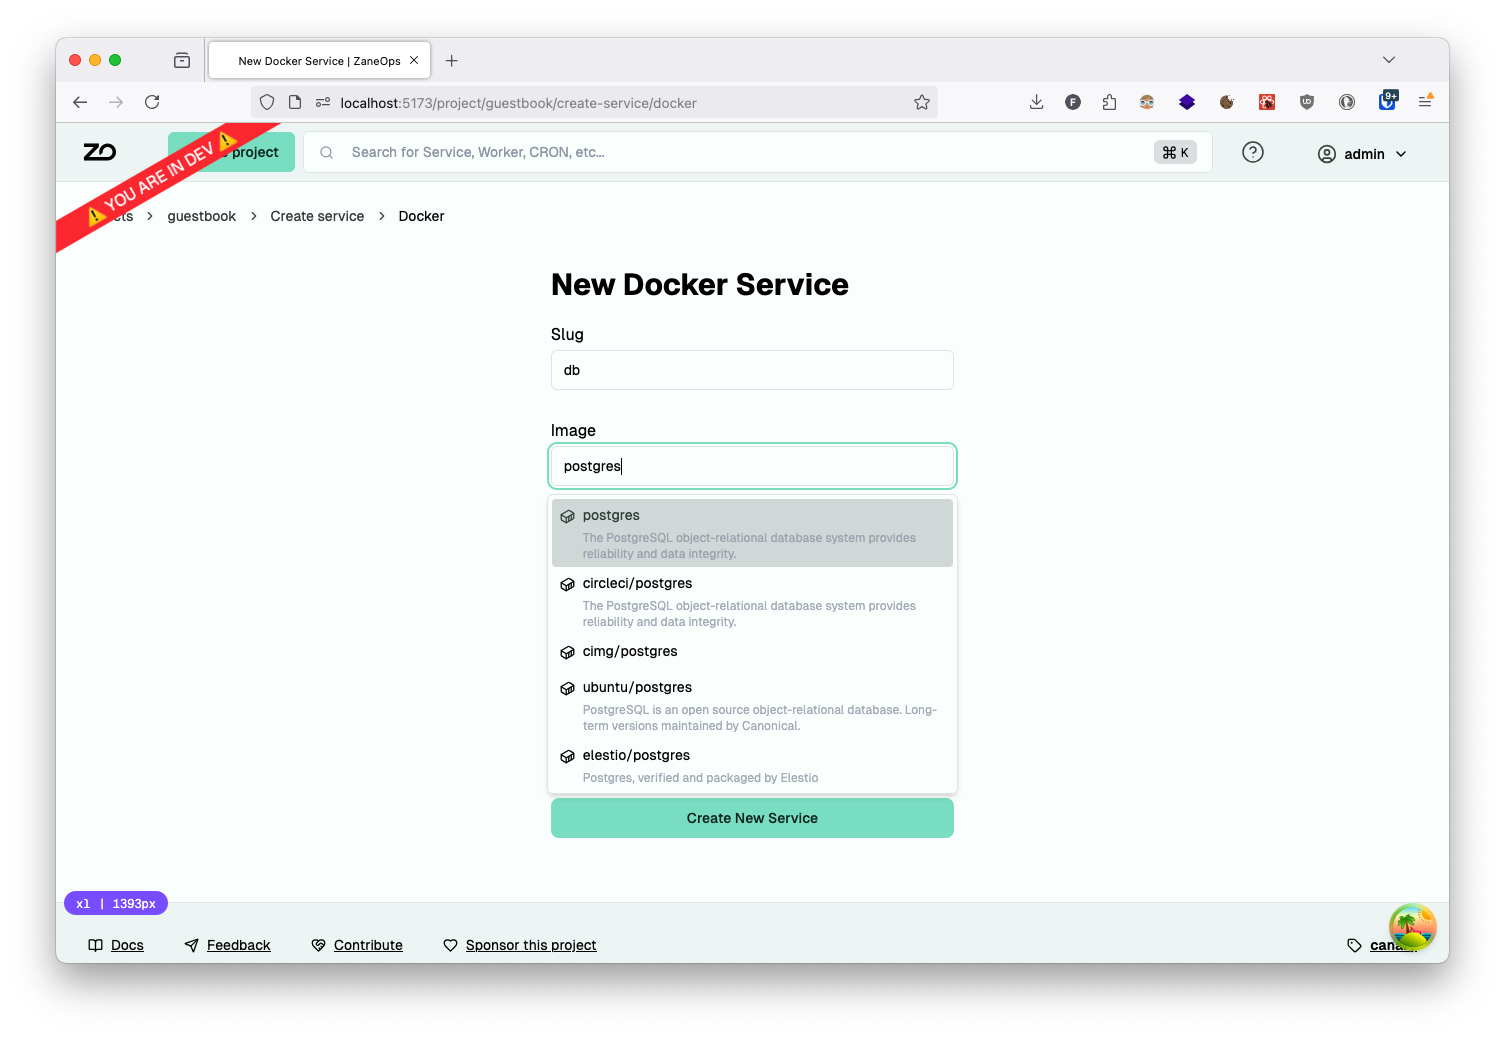 New Docker Service | ZaneOps
localhost:5173/project/guestbook/create-service/docker
F
UD
9+
ZO
project
Search for Service, Worker, CRON, etc...
⌘ K
admin
YOU ARE IN DEV
guestbook
Create service
Docker
New Docker Service
Slug
db
Image
postgres
postgres
The PostgreSQL object-relational database system provides
reliability and data integrity.
circleci/postgres
The PostgreSQL object-relational database system provides
reliability and data integrity.
cimg/postgres
ubuntu/postgres
PostgreSQL is an open source object-relational database. Long-
term versions maintained by Canonical.
elestio/postgres
Postgres, verified and packaged by Elestio
Create New Service
xl | 1393px
Docs
Feedback
Contribute
Sponsor this project